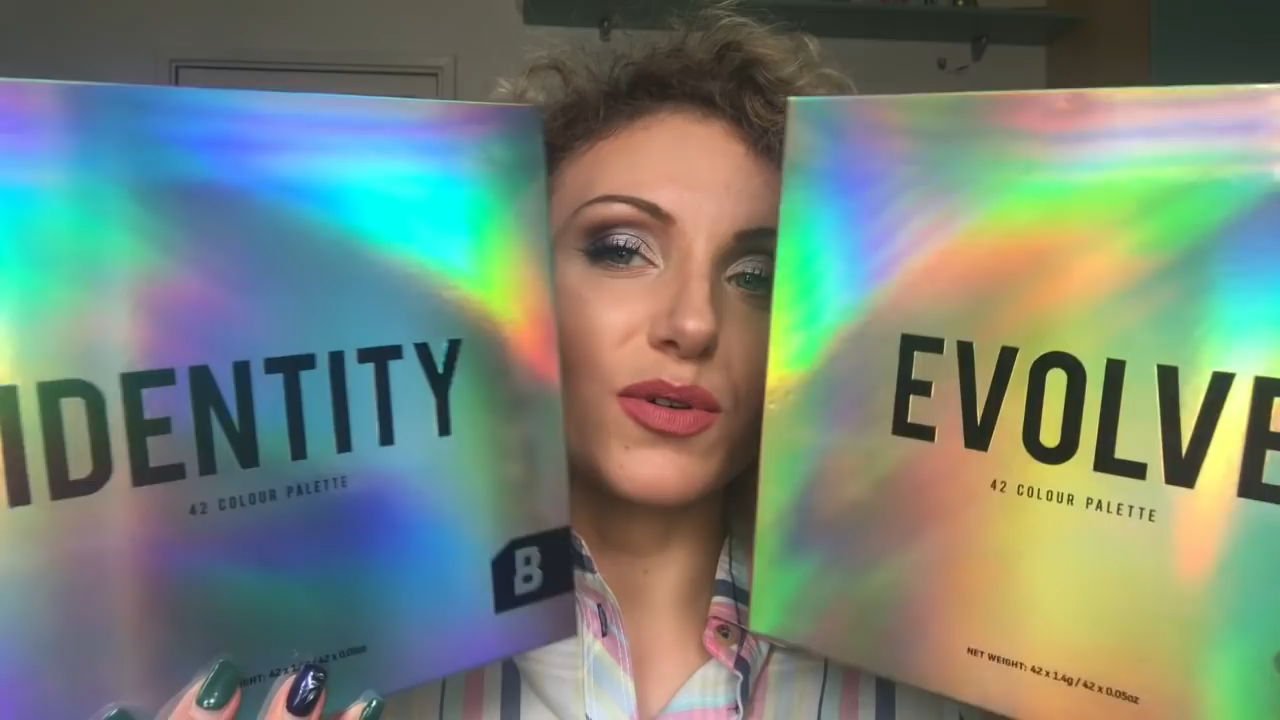 IDENTITY
42 COLOUR PALETTE
B
EVOLVE
42 COLOUR PALETTE
NET WEIGHT: 42 x 1.4g / 42 x 0.05oz